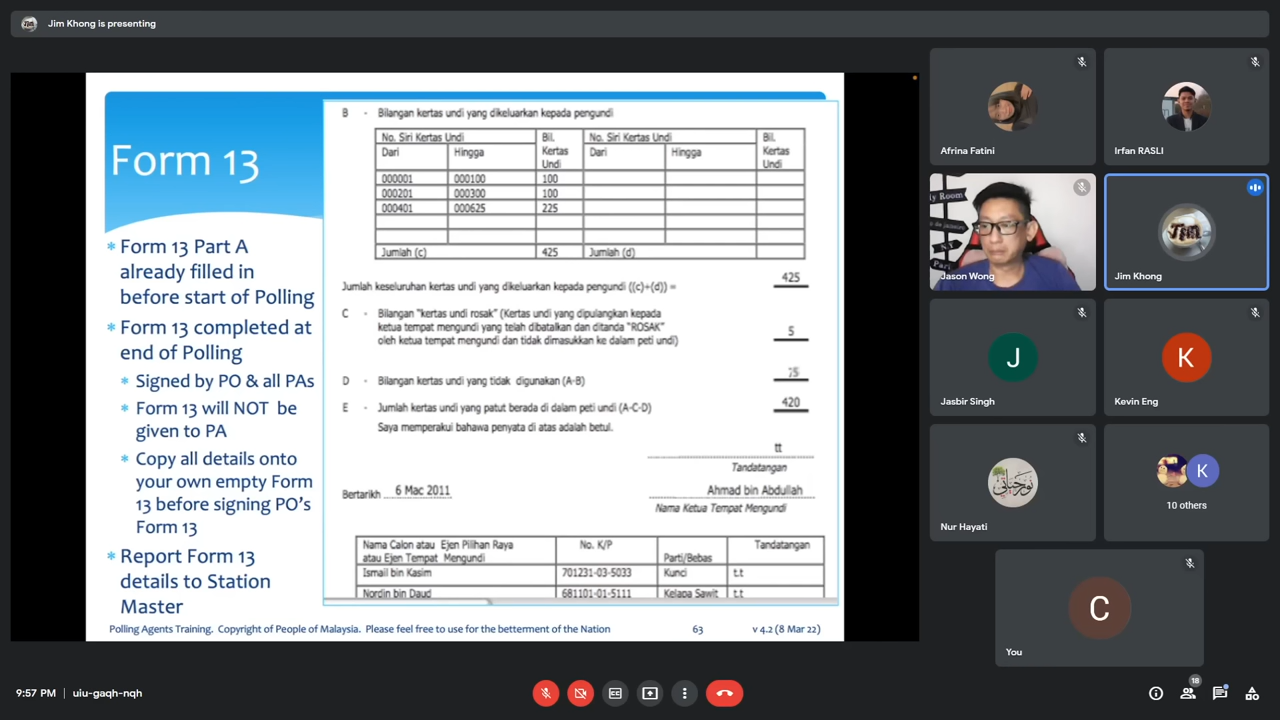 Jim Khong is presenting
Form 13
* Form 13 Part A
already filled in
before start of Polling
* Form 13 completed at
end of Polling
* Signed by PO & all PAs
* Form 13 will NOT be
given to PA
* Copy all details onto
your own empty Form
13 before signing PO's
Form 13
* Report Form 13
details to Station
Master
B - Bilangan kertas undi yang dikeluarkan kepada pengundi
No. Siri Kertas Undi Bil. No. Siri Kertas Undi Bil.
Dari Hingga Kertas Dari Hingga Kertas
Undi Undi
000001 000100 100
000201 000300 100
000401 000625 225
Jumlah (c) 425 Jumlah (d)
Jumlah keseluruhan kertas undi yang dikeluarkan kepada pengundi ((c)+(d)) = 425
C - Bilangan "kertas undi rosak" (Kertas undi yang dipulangkan kepada
ketua tempat mengundi yang telah dibatalkan dan ditanda "ROSAK"
oleh ketua tempat mengundi dan tidak dimasukkan ke dalam peti undi) 5
D - Bilangan kertas undi yang tidak digunakan (A-B)
E - Jumlah kertas undi yang patut berada di dalam peti undi (A-C-D) 420
Saya memperakui bahawa penyata di atas adalah betul.
tt
Tandatangan
Bertarikh 6 Mac 2011 Ahmad bin Abdullah
Nama Ketua Tempat Mengundi
Nama Calon atau Ejen Pilihan Raya No. K/P Tandatangan
atau Ejen Tempat Mengundi Parti/Bebas
Ismail bin Kasim 701231-03-5033 Kunci t.t
Nordin bin Daud 681101-01-5111 Kelapa Sawit t.t
Polling Agents Training. Copyright of People of Malaysia. Please feel free to use for the betterment of the Nation 63 v 4.2 (8 Mar 22)
Afrina Fatini
Irfan RASLI
Jason Wong
Jim
Jim Khong
J
Jasbir Singh
K
Kevin Eng
Nur Hayati
K
10 others
C
You
9:57 PM | uiu-gaqh-nqh
18